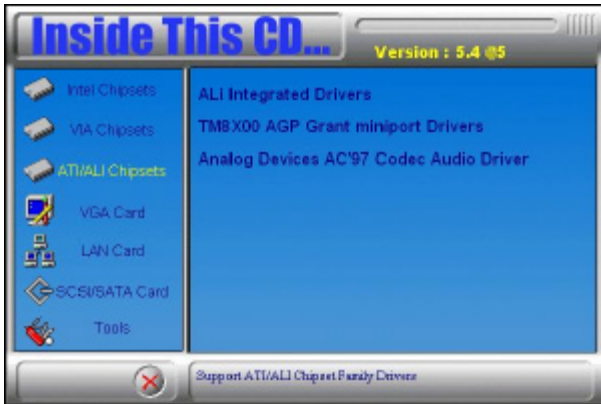 Inside This CD...
Version : 5.4 @5
Intel Chipsets
VIA Chipsets
ATI/ALI Chipsets
VGA Card
LAN Card
SCSI/SATA Card
Tools
ALi Integrated Drivers
TM8X00 AGP Grant miniport Drivers
Analog Devices AC'97 Codec Audio Driver
Support ATI/ALI Chipset Family Drivers